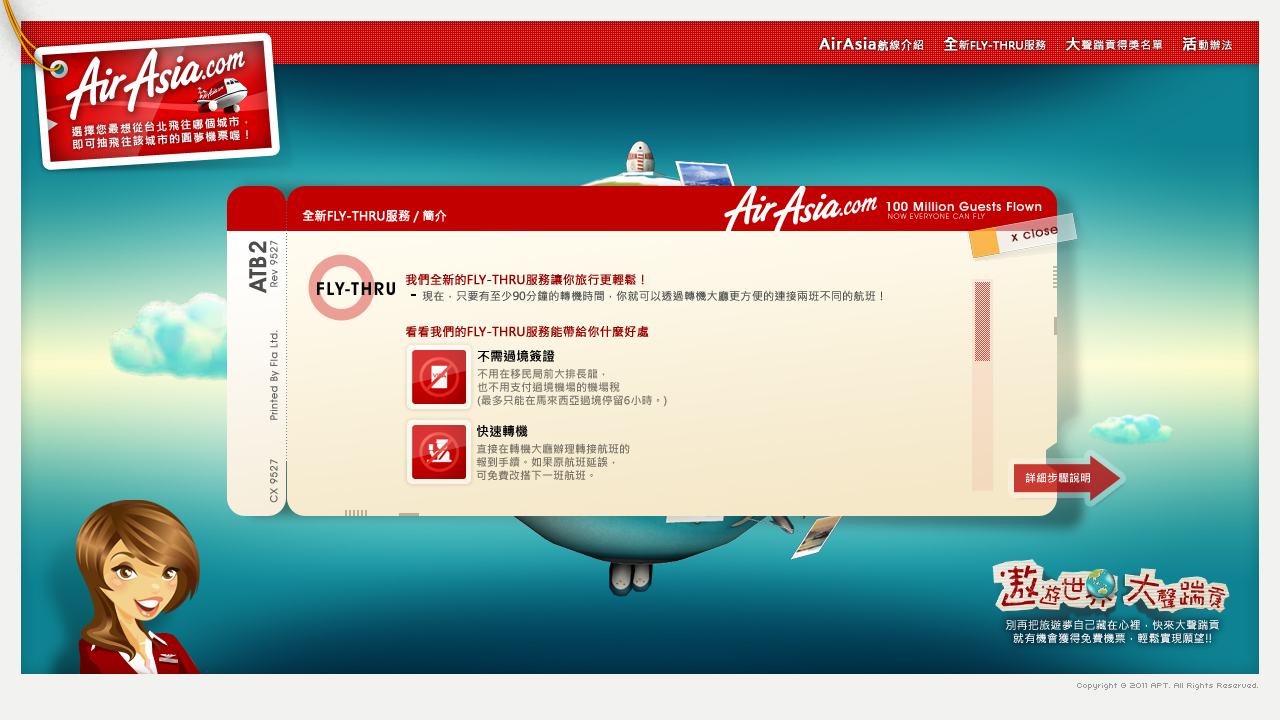 AirAsia航線介紹
全新FLY-THRU服務
大聲踹貢得獎名單
活動辦法
AirAsia.com
選擇您最想從台北飛往哪個城市，
即可抽飛往該城市的圓夢機票喔！
全新FLY-THRU服務 / 簡介
AirAsia.com
100 Million Guests Flown
NOW EVERYONE CAN FLY
x close
ATB2
Rev 9527
Printed By Fla Ltd.
CX 9527
FLY-THRU
我們全新的FLY-THRU服務讓你旅行更輕鬆！
- 現在，只要有至少90分鐘的轉機時間，你就可以透過轉機大廳更方便的連接兩班不同的航班！
看看我們的FLY-THRU服務能帶給你什麼好處
不需過境簽證
不用在移民局前大排長龍，
也不用支付過境機場的機場稅
(最多只能在馬來西亞過境停留6小時。)
快速轉機
直接在轉機大廳辦理轉接航班的
報到手續。如果原航班延誤，
可免費改搭下一班航班。
詳細步驟說明
遨遊世界 大聲踹貢
別再把旅遊夢自己藏在心裡，快來大聲踹貢
就有機會獲得免費機票，輕鬆實現願望!!
Copyright © 2011 APT. All Rights Reserved.